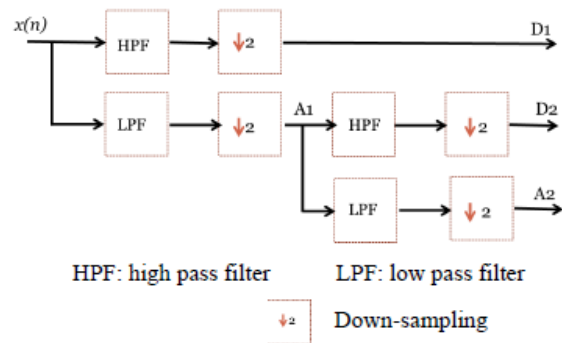 x(n)
HPF
↓2
D1
LPF
↓2
A1
HPF
↓2
D2
LPF
↓2
A2
HPF: high pass filter
LPF: low pass filter
↓2
Down-sampling